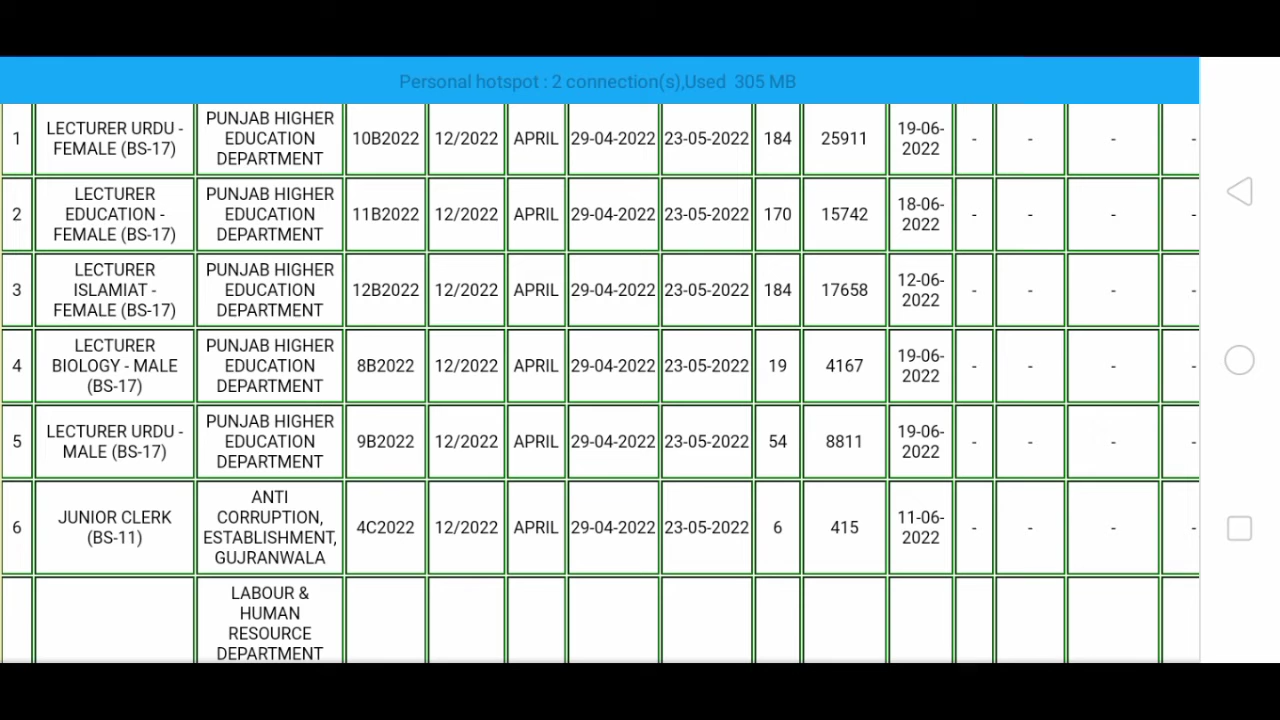 Personal hotspot : 2 connection(s),Used 305 MB
1 LECTURER URDU - FEMALE (BS-17) PUNJAB HIGHER EDUCATION DEPARTMENT 10B2022 12/2022 APRIL 29-04-2022 23-05-2022 184 25911 19-06-2022 - - - -
2 LECTURER EDUCATION - FEMALE (BS-17) PUNJAB HIGHER EDUCATION DEPARTMENT 11B2022 12/2022 APRIL 29-04-2022 23-05-2022 170 15742 18-06-2022 - - - -
3 LECTURER ISLAMIAT - FEMALE (BS-17) PUNJAB HIGHER EDUCATION DEPARTMENT 12B2022 12/2022 APRIL 29-04-2022 23-05-2022 184 17658 12-06-2022 - - - -
4 LECTURER BIOLOGY - MALE (BS-17) PUNJAB HIGHER EDUCATION DEPARTMENT 8B2022 12/2022 APRIL 29-04-2022 23-05-2022 19 4167 19-06-2022 - - - -
5 LECTURER URDU - MALE (BS-17) PUNJAB HIGHER EDUCATION DEPARTMENT 9B2022 12/2022 APRIL 29-04-2022 23-05-2022 54 8811 19-06-2022 - - - -
6 JUNIOR CLERK (BS-11) ANTI CORRUPTION, ESTABLISHMENT, GUJRANWALA 4C2022 12/2022 APRIL 29-04-2022 23-05-2022 6 415 11-06-2022 - - - -
LABOUR & HUMAN RESOURCE DEPARTMENT